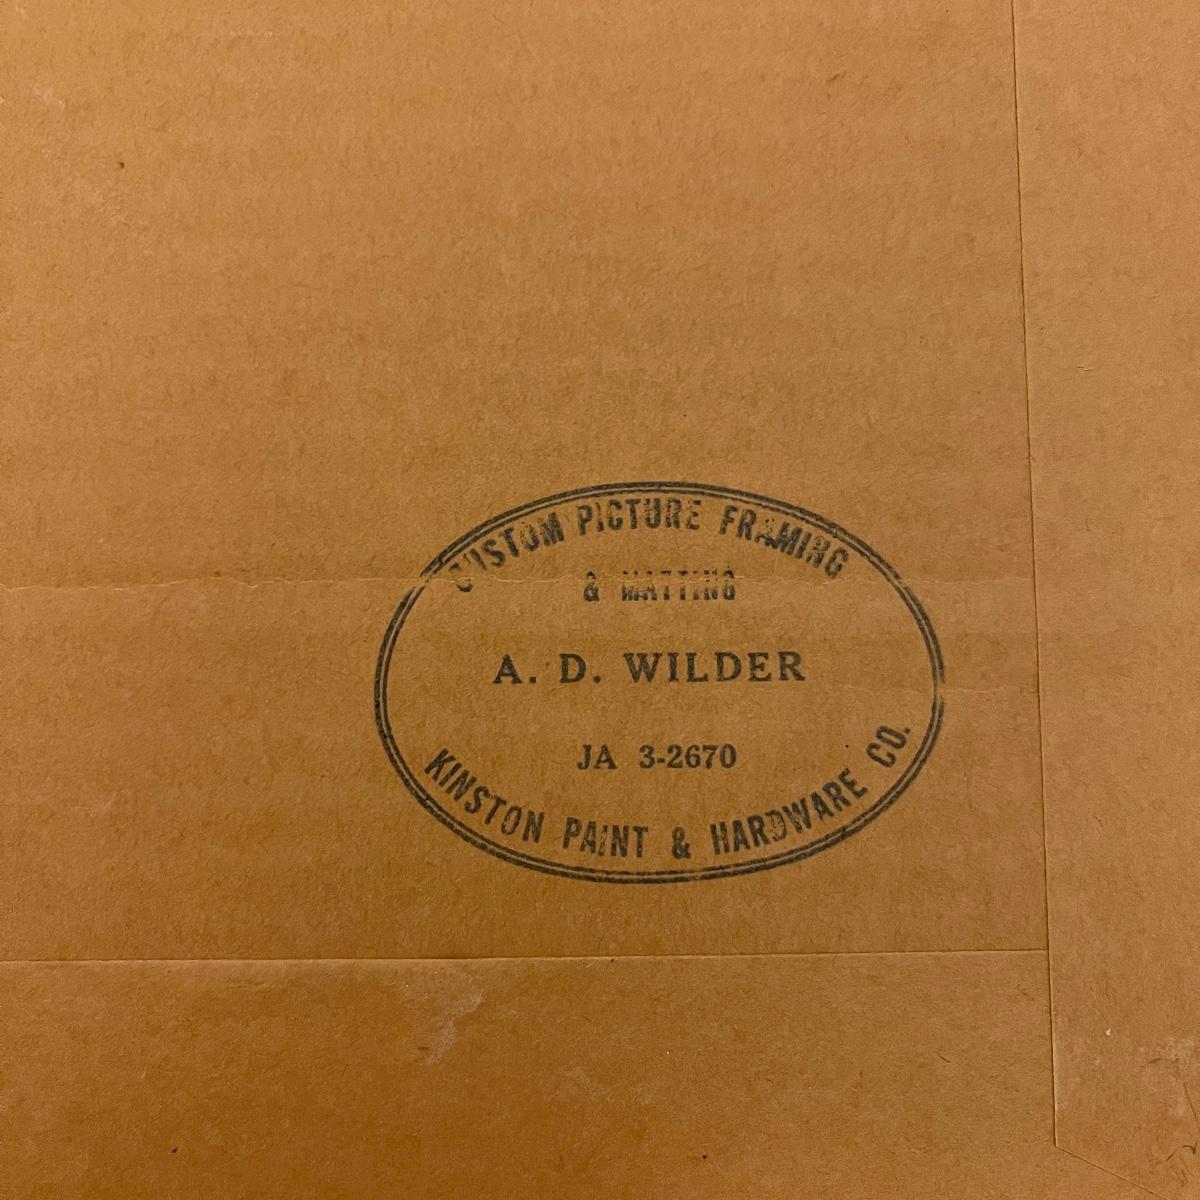 CUSTOM PICTURE FRAMING
& MATTING
A. D. WILDER
JA 3-2670
KINSTON PAINT & HARDWARE CO.